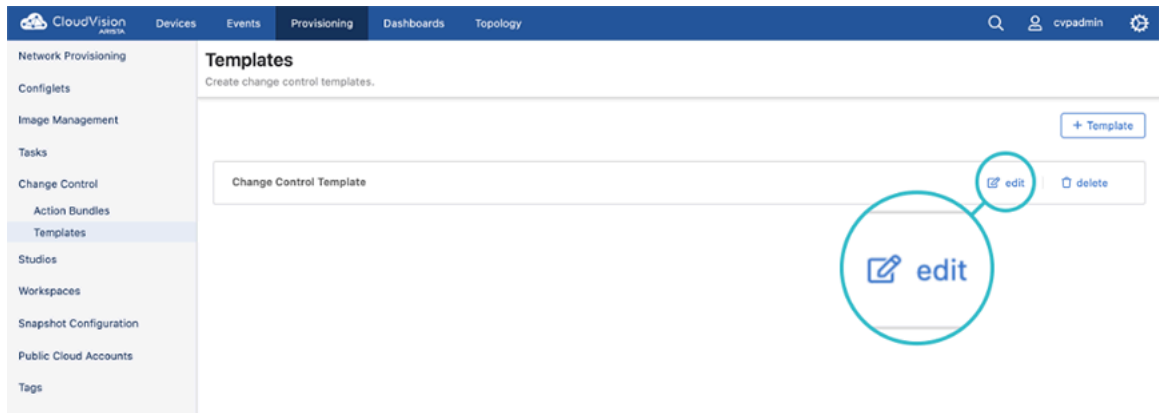 CloudVision
ARISTA
Devices
Events
Provisioning
Dashboards
Topology
cvpadmin
Network Provisioning
Configlets
Image Management
Tasks
Change Control
Action Bundles
Templates
Studios
Workspaces
Snapshot Configuration
Public Cloud Accounts
Tags
Templates
Create change control templates.
+ Template
Change Control Template
edit
delete
edit